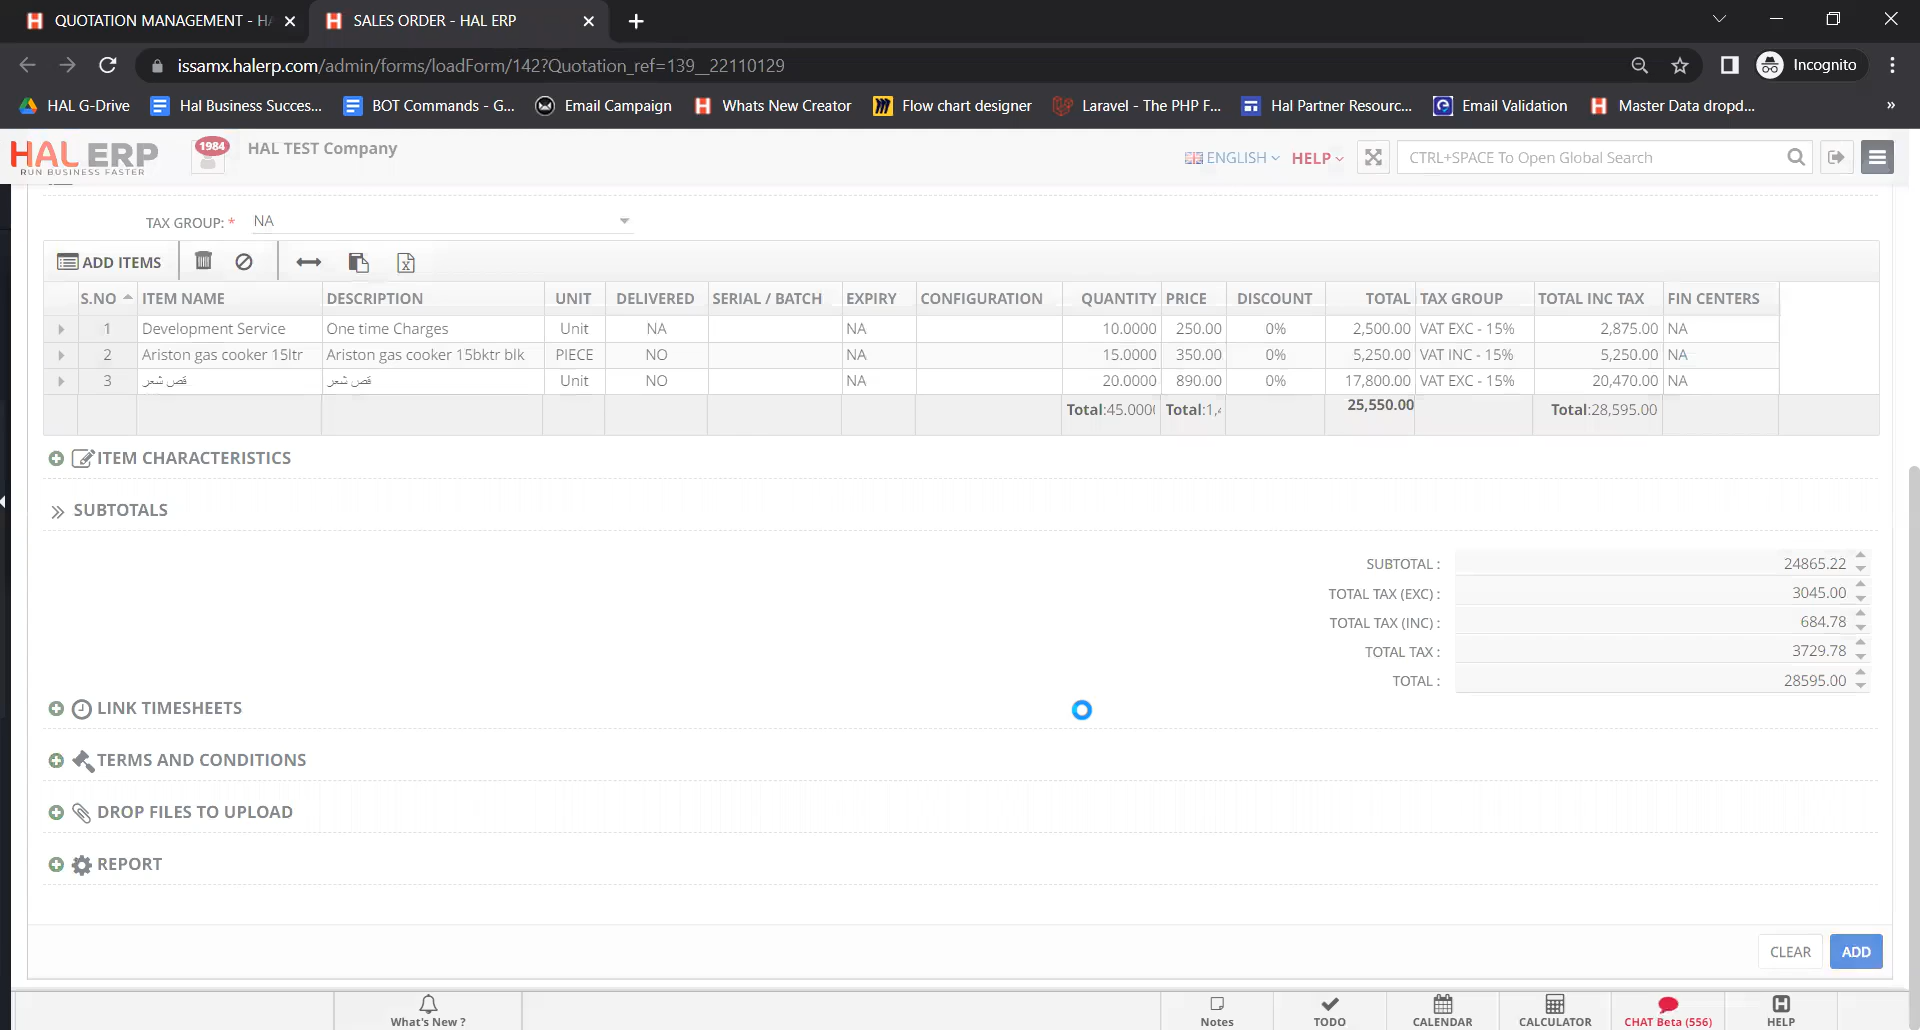 QUOTATION MANAGEMENT - HA
SALES ORDER - HAL ERP
issamx.halerp.com/admin/forms/loadForm/142?Quotation_ref=139__22110129
Incognito
HAL G-Drive
Hal Business Succes...
BOT Commands - G...
Email Campaign
Whats New Creator
Flow chart designer
Laravel - The PHP F...
Hal Partner Resourc...
Email Validation
Master Data dropd...
»
HAL ERP
RUN BUSINESS FASTER
1984
HAL TEST Company
ENGLISH
HELP
CTRL+SPACE To Open Global Search
TAX GROUP: * NA
ADD ITEMS
S.NO ITEM NAME DESCRIPTION UNIT DELIVERED SERIAL / BATCH EXPIRY CONFIGURATION QUANTITY PRICE DISCOUNT TOTAL TAX GROUP TOTAL INC TAX FIN CENTERS
1 Development Service One time Charges Unit NA NA 10.0000 250.00 0% 2,500.00 VAT EXC - 15% 2,875.00 NA
2 Ariston gas cooker 15ltr Ariston gas cooker 15bktr blk PIECE NO NA 15.0000 350.00 0% 5,250.00 VAT INC - 15% 5,250.00 NA
3 قص شعر قص شعر Unit NO NA 20.0000 890.00 0% 17,800.00 VAT EXC - 15% 20,470.00 NA
Total:45.0000 Total:1,4 25,550.00 Total:28,595.00
ITEM CHARACTERISTICS
SUBTOTALS
SUBTOTAL : 24865.22
TOTAL TAX (EXC) : 3045.00
TOTAL TAX (INC) : 684.78
TOTAL TAX : 3729.78
TOTAL : 28595.00
LINK TIMESHEETS
TERMS AND CONDITIONS
DROP FILES TO UPLOAD
REPORT
CLEAR
ADD
What's New ?
Notes
TODO
CALENDAR
CALCULATOR
CHAT Beta (556)
HELP